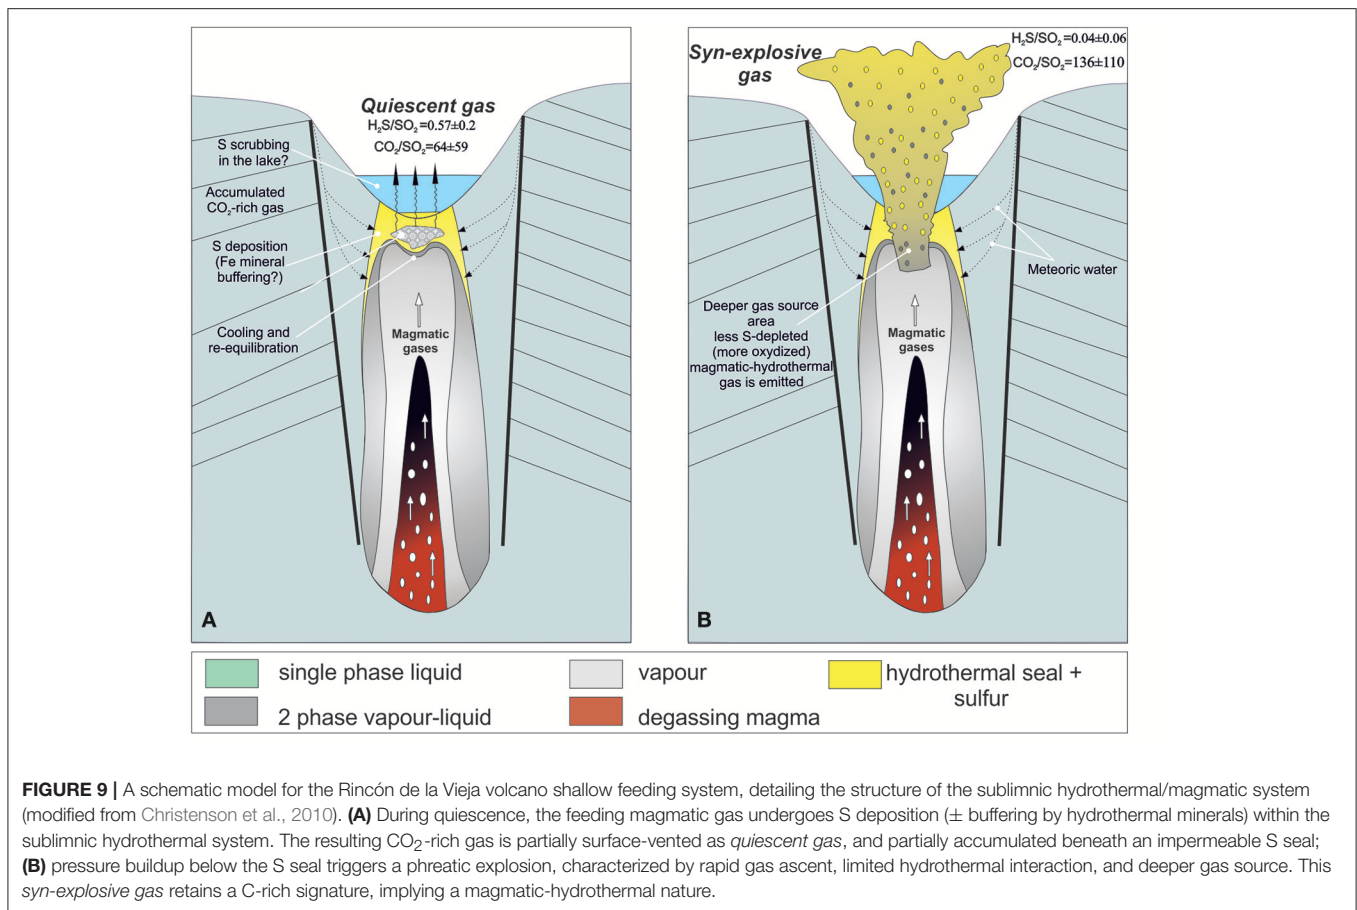 Quiescent gas
H₂S/SO₂=0.57±0.2
CO₂/SO₂=64±59
S scrubbing
in the lake?
Accumulated
CO₂-rich gas
S deposition
(Fe mineral
buffering?)
Cooling and
re-equilibration
Magmatic
gases
A
Syn-explosive
gas
H₂S/SO₂=0.04±0.06
CO₂/SO₂=136±110
Meteoric water
Deeper gas source
area
less S-depleted
(more oxydized)
magmatic-hydrothermal
gas is emitted
Magmatic
gases
B
single phase liquid
2 phase vapour-liquid
vapour
degassing magma
hydrothermal seal +
sulfur
FIGURE 9 | A schematic model for the Rincón de la Vieja volcano shallow feeding system, detailing the structure of the sublimnic hydrothermal/magmatic system
(modified from Christenson et al., 2010). (A) During quiescence, the feeding magmatic gas undergoes S deposition (± buffering by hydrothermal minerals) within the
sublimnic hydrothermal system. The resulting CO₂-rich gas is partially surface-vented as quiescent gas, and partially accumulated beneath an impermeable S seal;
(B) pressure buildup below the S seal triggers a phreatic explosion, characterized by rapid gas ascent, limited hydrothermal interaction, and deeper gas source. This
syn-explosive gas retains a C-rich signature, implying a magmatic-hydrothermal nature.